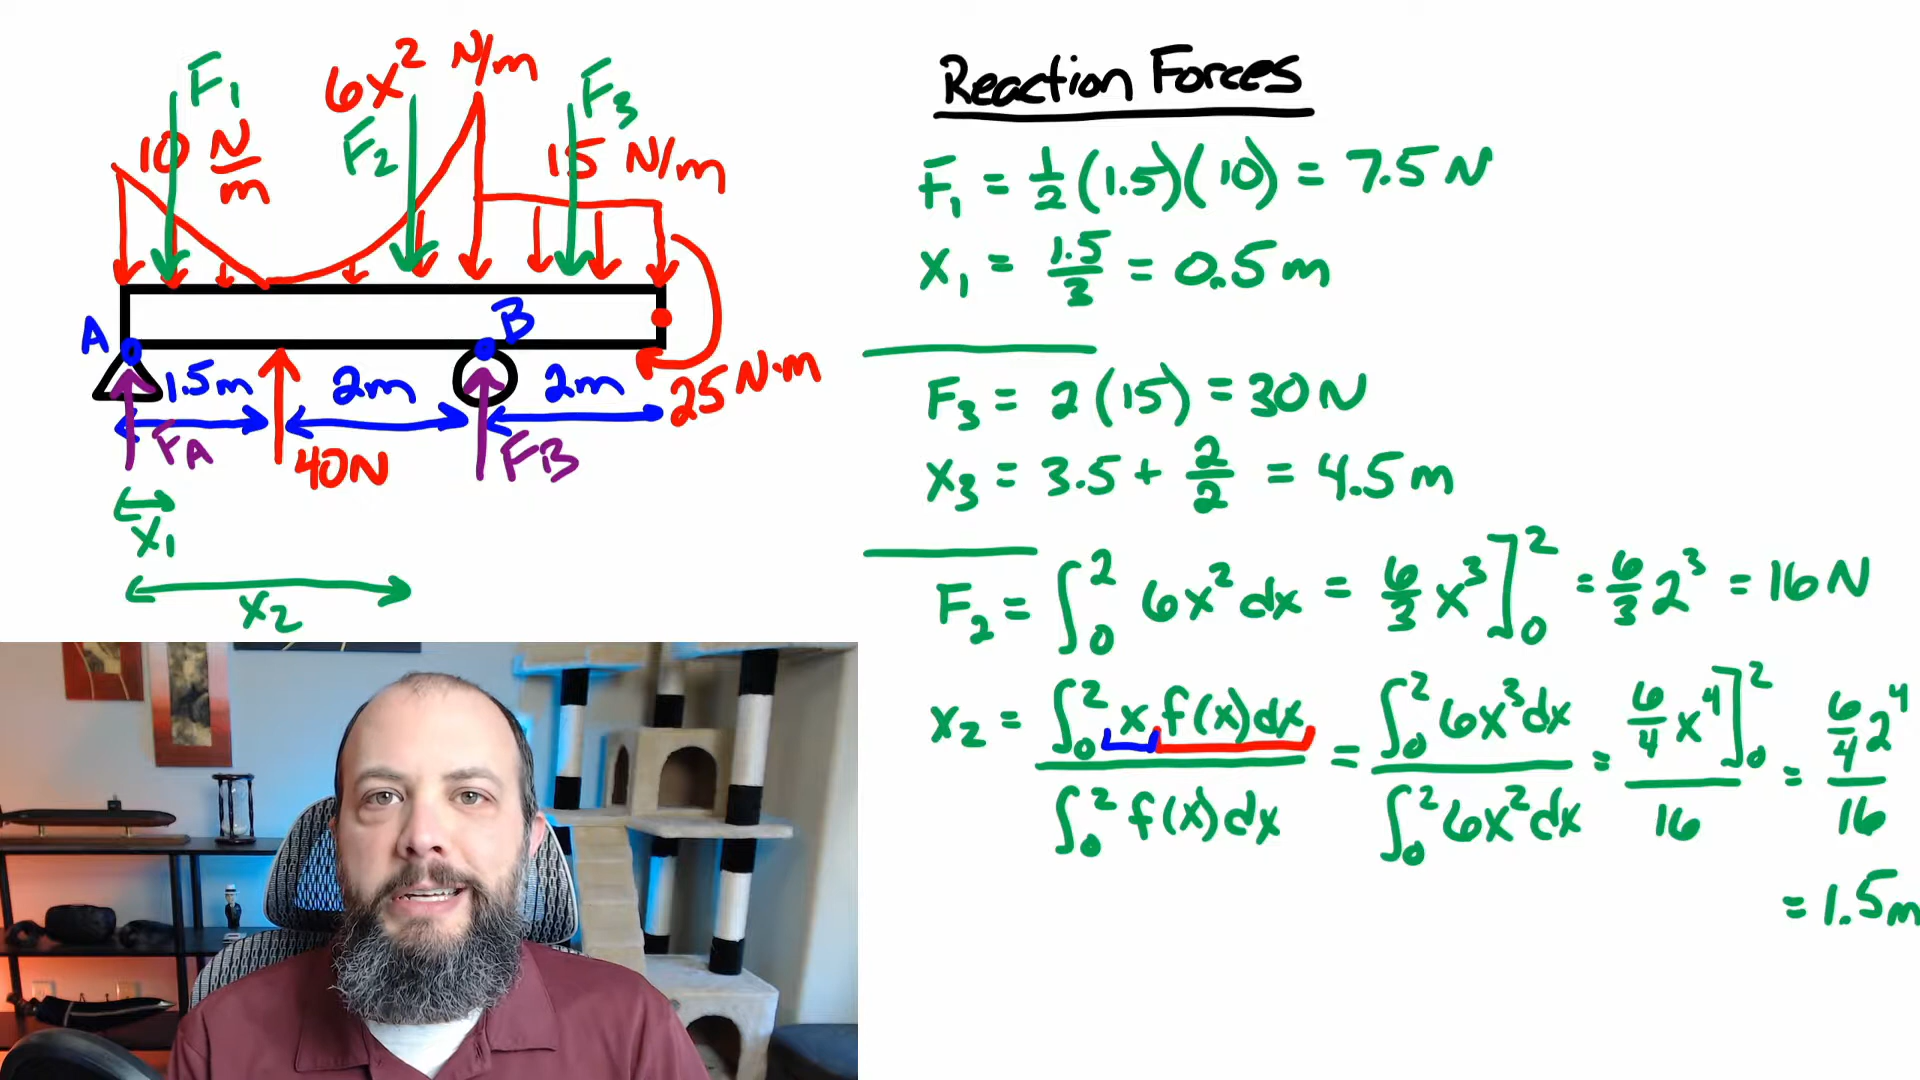 F₁
6x² N/m
F₃
10 N/m
F₂
15 N/m
A
B
1.5m
2m
2m
25 N·m
F_A
40N
F_B
x₁
x₂
Reaction Forces
F₁ = 1/2 (1.5)(10) = 7.5 N
x₁ = 1.5/3 = 0.5 m
F₃ = 2(15) = 30 N
x₃ = 3.5 + 2/2 = 4.5 m
F₂ = ∫₀² 6x² dx = 6/3 x³]₀² = 6/3 2³ = 16 N
x₂ = ∫₀² x f(x) dx / ∫₀² f(x) dx = ∫₀² 6x³ dx / ∫₀² 6x² dx = 6/4 x⁴]₀² / 16 = 6/4 2⁴ / 16
= 1.5m